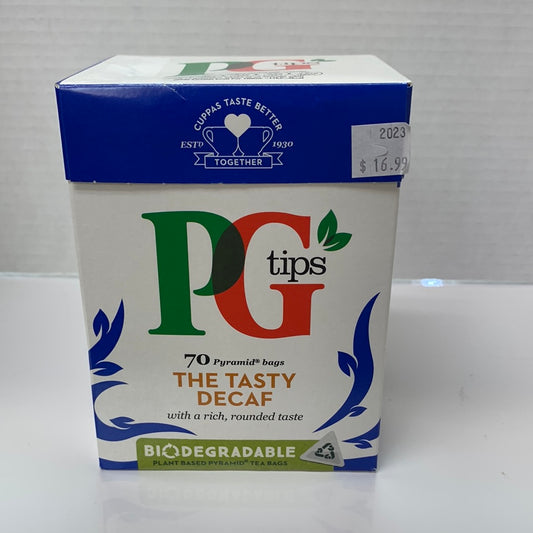 PG
CUPPAS TASTE BETTER
ESTD 1930
TOGETHER
2023
$ 16.99
PG tips
70 Pyramid® bags
THE TASTY
DECAF
with a rich, rounded taste
BIODEGRADABLE
PLANT BASED PYRAMID® TEA BAGS